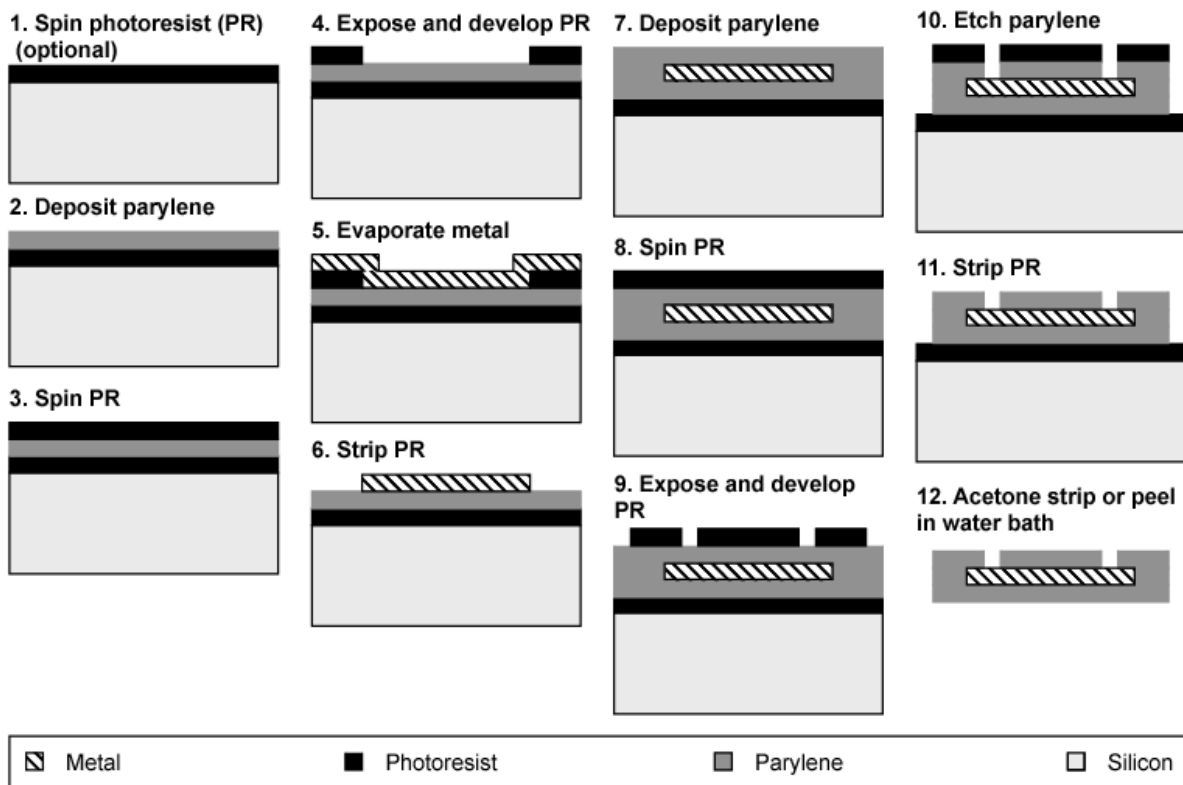 1. Spin photoresist (PR)
(optional)
2. Deposit parylene
3. Spin PR
4. Expose and develop PR
5. Evaporate metal
6. Strip PR
7. Deposit parylene
8. Spin PR
9. Expose and develop
PR
10. Etch parylene
11. Strip PR
12. Acetone strip or peel
in water bath
Metal
Photoresist
Parylene
Silicon